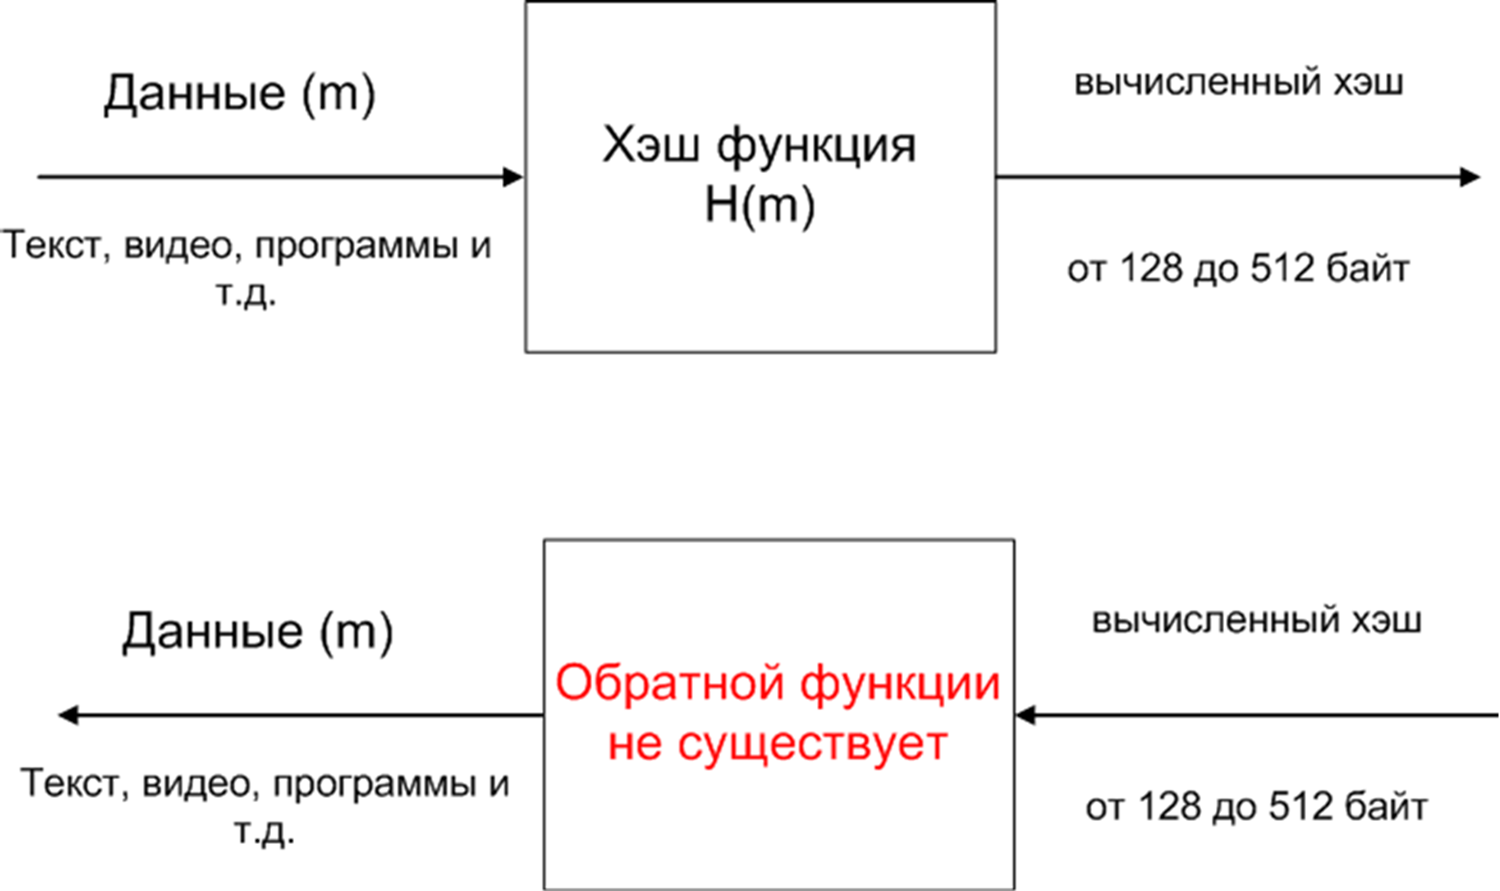 Данные (m)
Текст, видео, программы и
т.д.
Хэш функция
H(m)
вычисленный хэш
от 128 до 512 байт
Данные (m)
Текст, видео, программы и
т.д.
Обратной функции
не существует
вычисленный хэш
от 128 до 512 байт